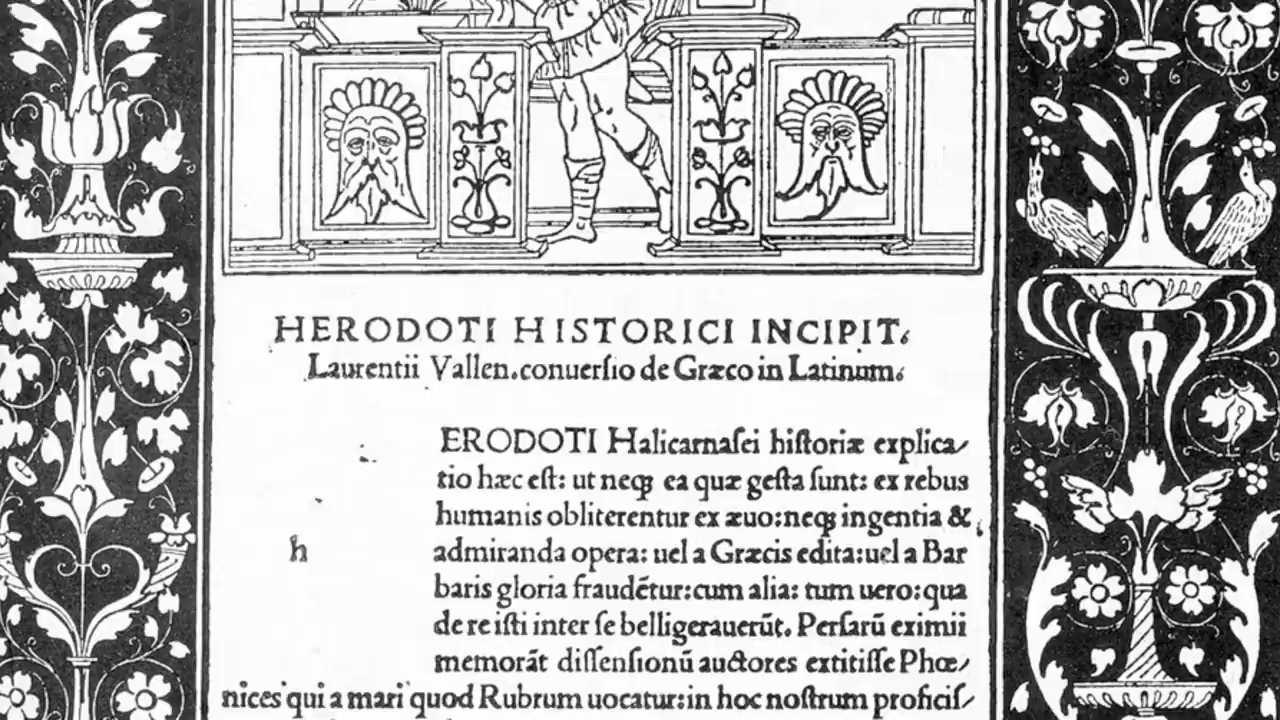 HERODOTI HISTORICI INCIPIT.
Laurentii Vallen.conuersio de Græco in Latinum.
ERODOTI Halicarnasei historiæ explica/
tio hæc est: ut neqꝫ ea quæ gesta sunt: ex rebus
humanis obliterentur ex æuo:neqꝫ ingentia &
h
admiranda opera: uel a Græcis edita:uel a Bar
baris gloria fraudētur:cum alia: tum uero:qua
de re isti inter se belligerauerūt. Persarū eximii
memorāt dissensionū auctores extitisse Phœ/
nices qui a mari quod Rubrum uocatur:in hoc nostrum proficis/